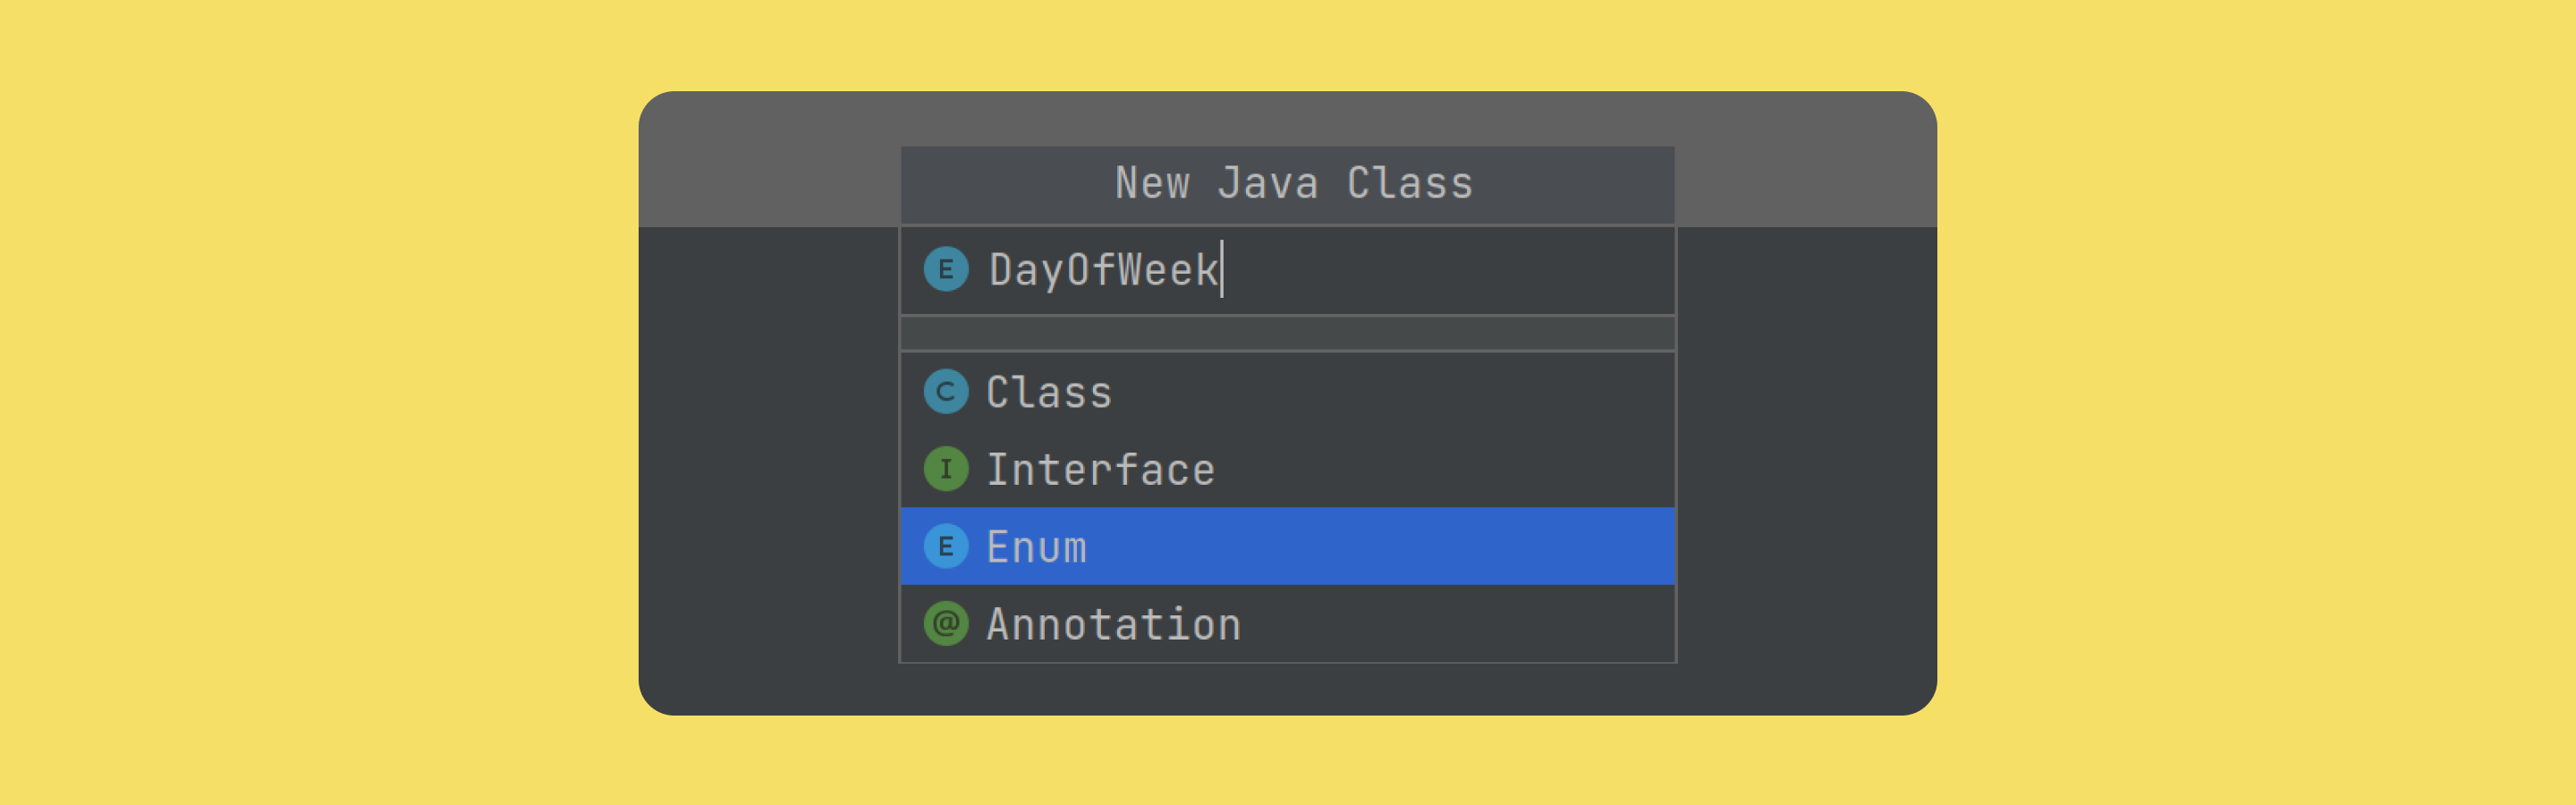 New Java Class
E DayOfWeek
C Class
I Interface
E Enum
@ Annotation